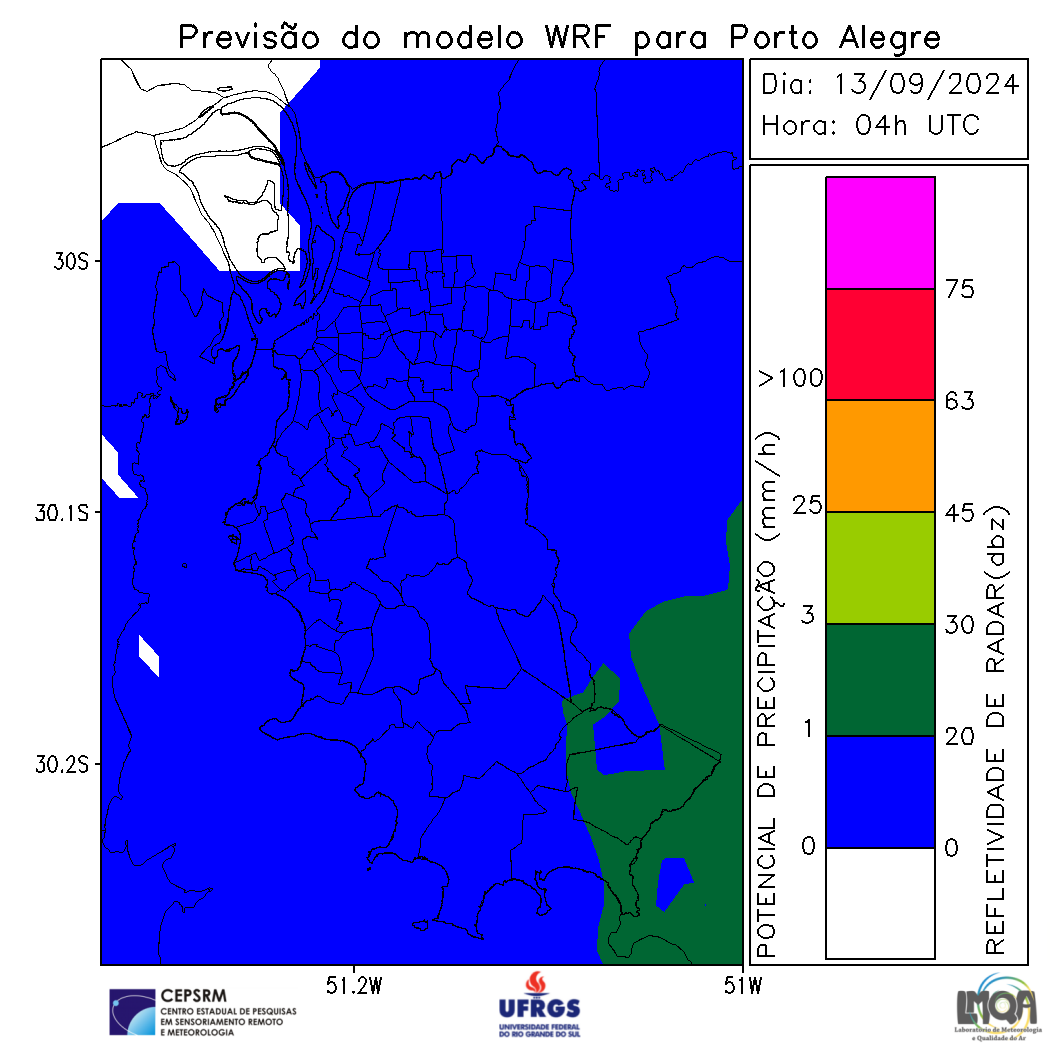 Previsão do modelo WRF para Porto Alegre
Dia: 13/09/2024
Hora: 04h UTC
30S
30.1S
30.2S
51.2W
51W
POTENCIAL DE PRECIPITAÇÃO (mm/h)
>100
25
3
1
0
75
63
45
30
20
0
REFLETIVIDADE DE RADAR(dbz)
CEPSRM
CENTRO ESTADUAL DE PESQUISAS
EM SENSORIAMENTO REMOTO
E METEOROLOGIA
UFRGS
UNIVERSIDADE FEDERAL
DO RIO GRANDE DO SUL
LMQA
Laboratório de Meteorologia
e Qualidade do Ar